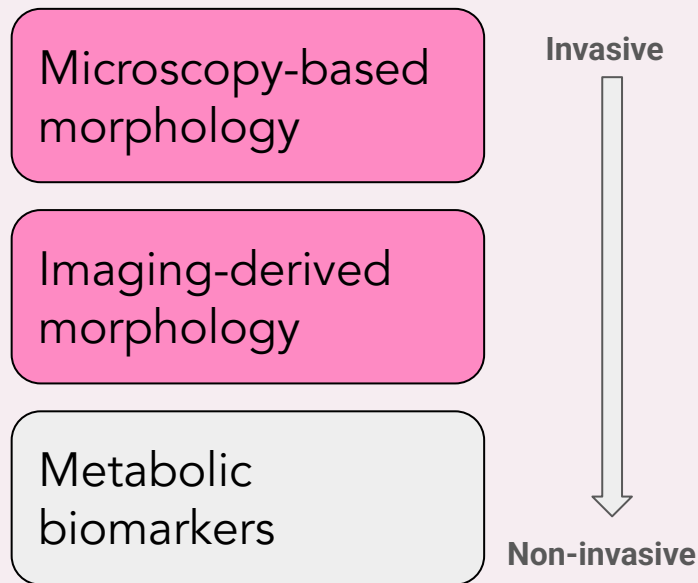 Microscopy-based
morphology
Invasive
Imaging-derived
morphology
Metabolic
biomarkers
Non-invasive